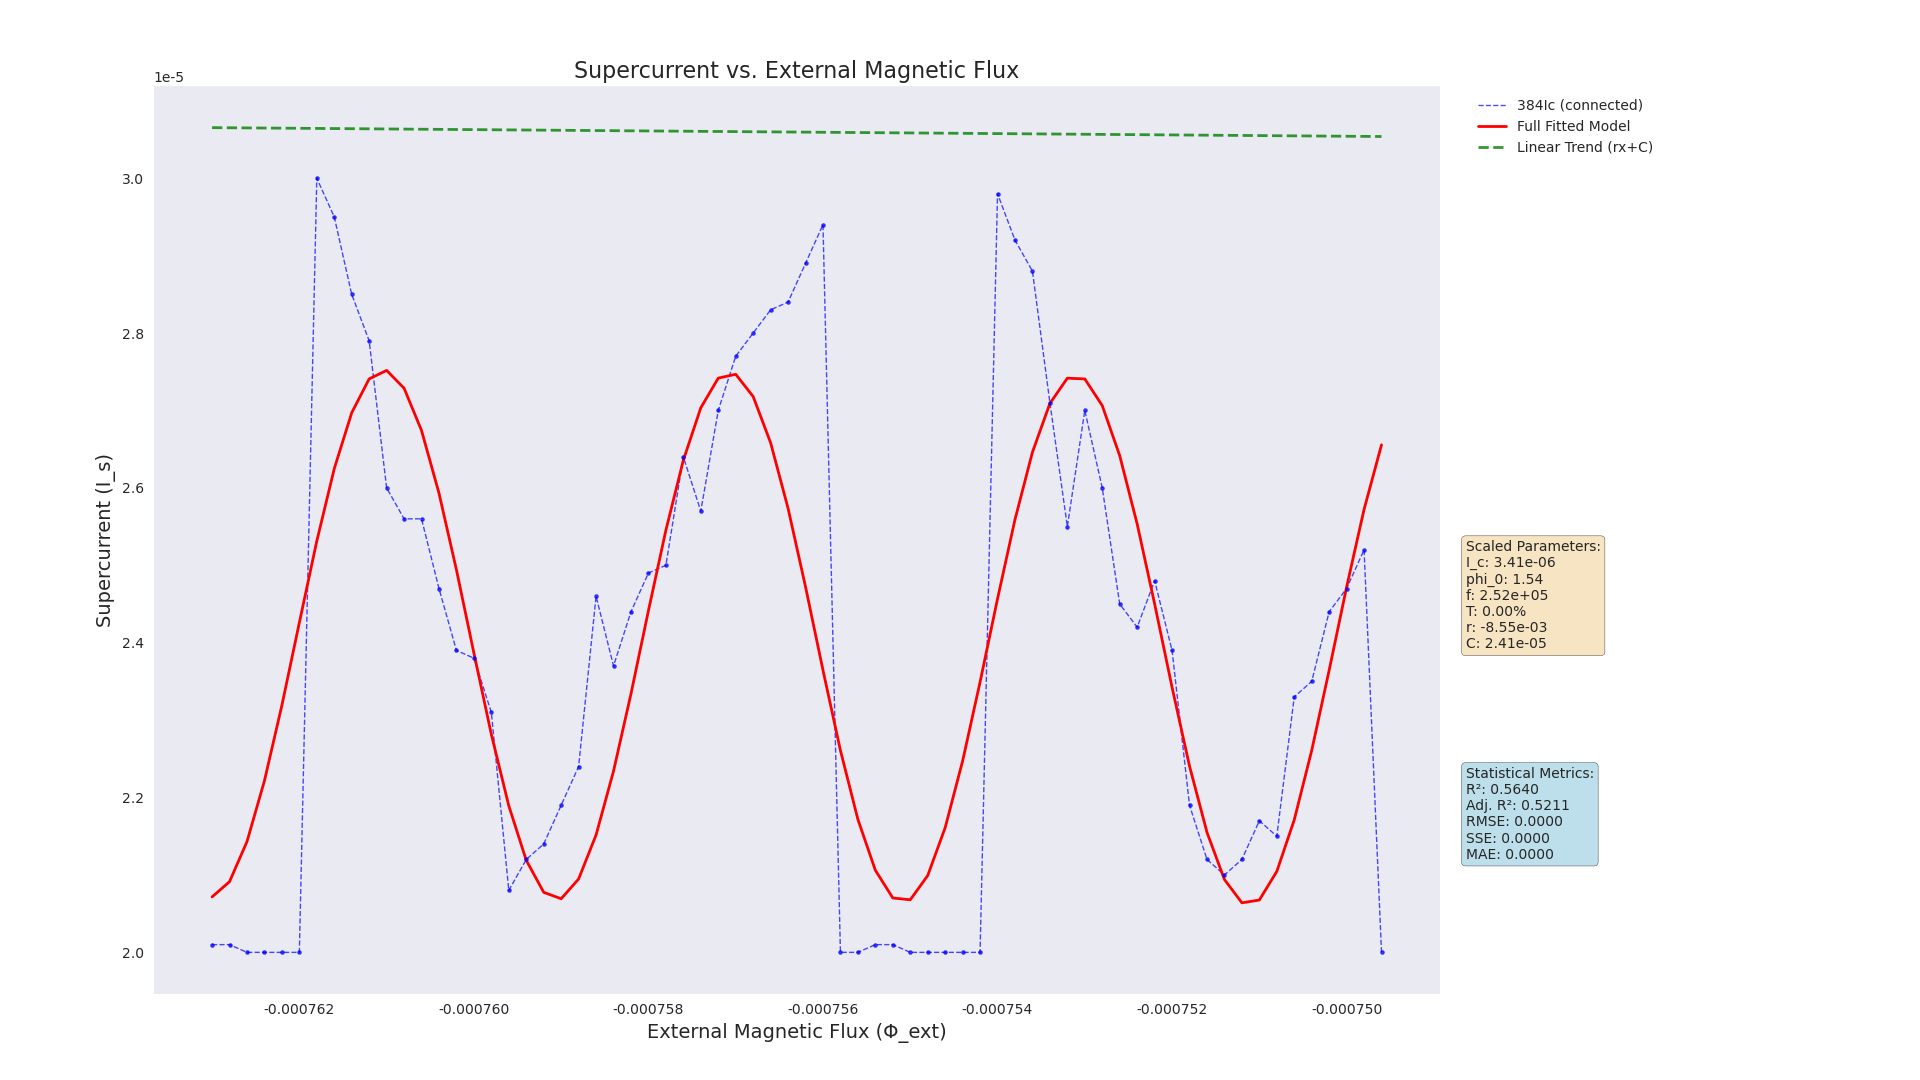 Supercurrent vs. External Magnetic Flux
1e-5
384Ic (connected)
Full Fitted Model
Linear Trend (rx+C)
3.0
2.8
2.6
2.4
2.2
2.0
Supercurrent (I_s)
-0.000762
-0.000760
-0.000758
-0.000756
-0.000754
-0.000752
-0.000750
External Magnetic Flux (Φ_ext)
Scaled Parameters:
I_c: 3.41e-06
phi_0: 1.54
f: 2.52e+05
T: 0.00%
r: -8.55e-03
C: 2.41e-05
Statistical Metrics:
R²: 0.5640
Adj. R²: 0.5211
RMSE: 0.0000
SSE: 0.0000
MAE: 0.0000